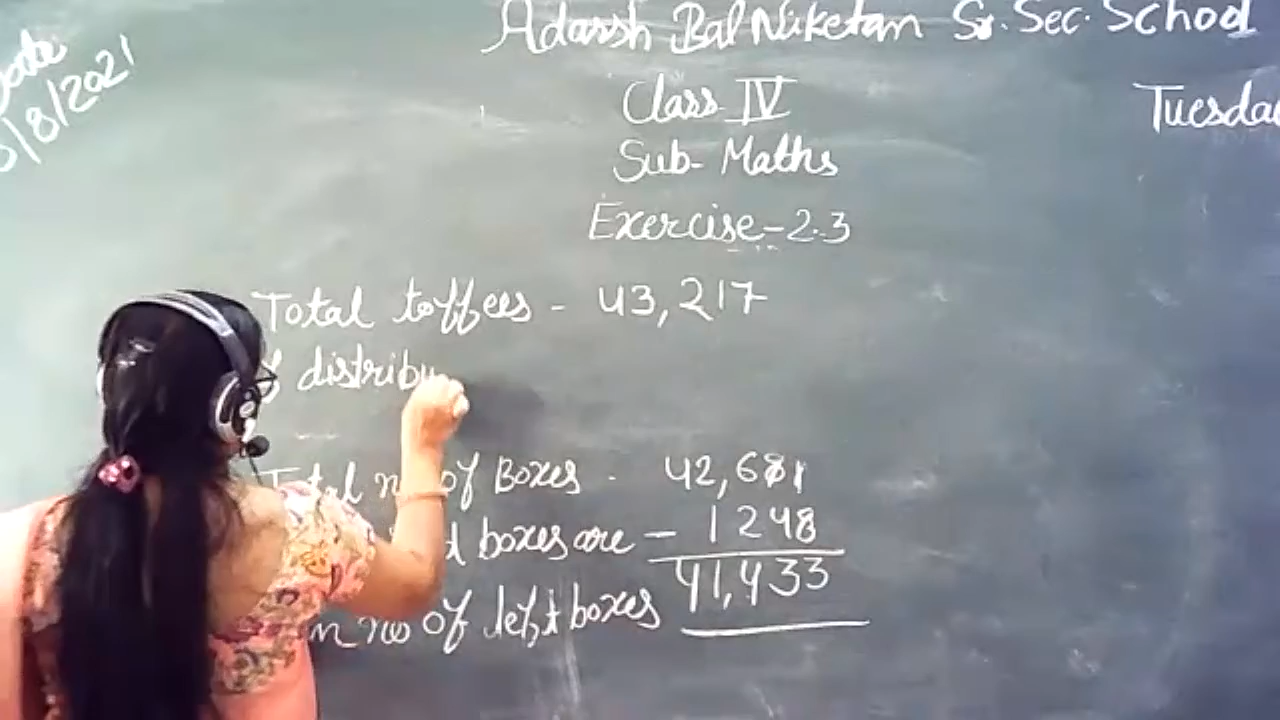 Adarsh Bal Niketan Sr. Sec. School
Date
/8/2021
Tuesda
Class IV
Sub- Maths
Exercise-2.3
Total toffees - 43,217
& distribu
Total no of Boxes - 42,681
boxes are - 1248
41,433
no of left boxes